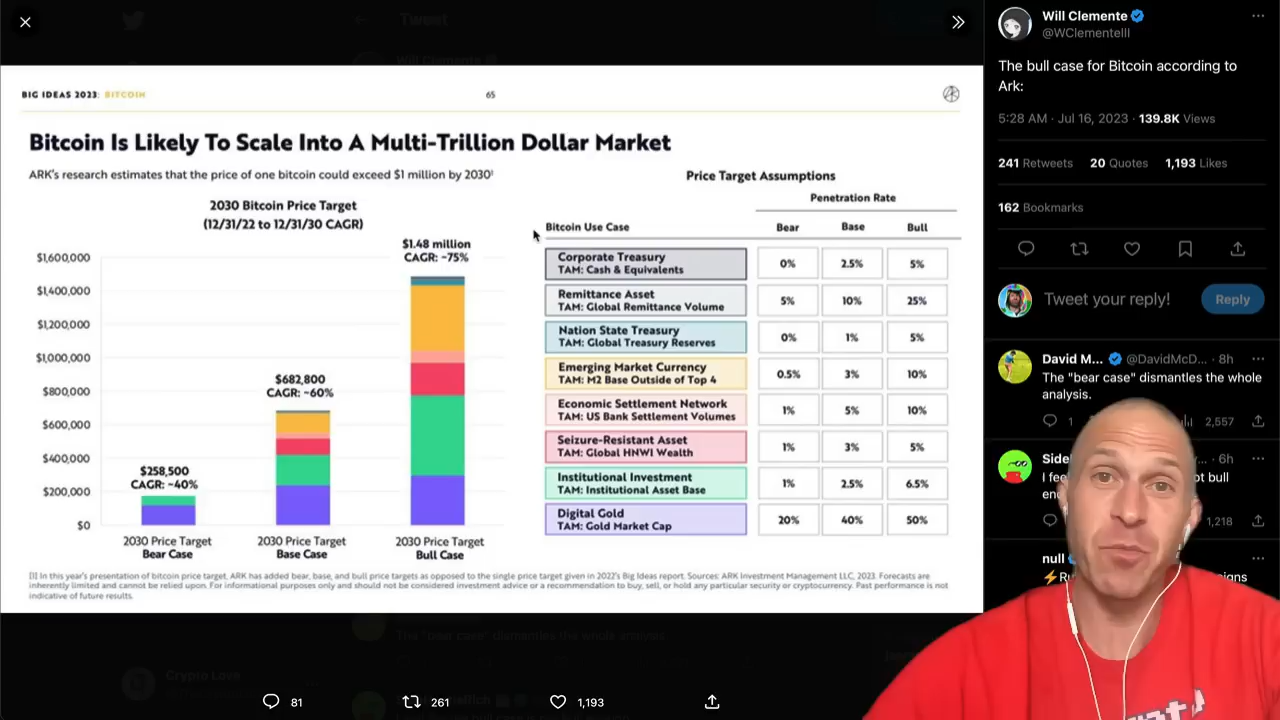 BIG IDEAS 2023: BITCOIN
65
Bitcoin Is Likely To Scale Into A Multi-Trillion Dollar Market
ARK's research estimates that the price of one bitcoin could exceed $1 million by 2030¹
2030 Bitcoin Price Target
(12/31/22 to 12/31/30 CAGR)
$1,600,000
$1,400,000
$1,200,000
$1,000,000
$800,000
$600,000
$400,000
$200,000
$0
$258,500
CAGR: ~40%
$682,800
CAGR: ~60%
$1.48 million
CAGR: ~75%
2030 Price Target
Bear Case
2030 Price Target
Base Case
2030 Price Target
Bull Case
Price Target Assumptions
Penetration Rate
Bitcoin Use Case Bear Base Bull
Corporate Treasury
TAM: Cash & Equivalents
0% 2.5% 5%
Remittance Asset
TAM: Global Remittance Volume
5% 10% 25%
Nation State Treasury
TAM: Global Treasury Reserves
0% 1% 5%
Emerging Market Currency
TAM: M2 Base Outside of Top 4
0.5% 3% 10%
Economic Settlement Network
TAM: US Bank Settlement Volumes
1% 5% 10%
Seizure-Resistant Asset
TAM: Global HNWI Wealth
1% 3% 5%
Institutional Investment
TAM: Institutional Asset Base
1% 2.5% 6.5%
Digital Gold
TAM: Gold Market Cap
20% 40% 50%
[1] In this year's presentation of bitcoin price target, ARK has added bear, base, and bull price targets as opposed to the single price target given in 2022's Big Ideas report. Sources: ARK Investment Management LLC, 2023. Forecasts are
inherently limited and cannot be relied upon. For informational purposes only and should not be considered investment advice or a recommendation to buy, sell, or hold any particular security or cryptocurrency. Past performance is not
indicative of future results.
81
261
1,193
Tweet
Crypto Lova
The "bear case" dismantles the whole analysis.
Will Clemente
@WClementeIII
The bull case for Bitcoin according to
Ark:
5:28 AM · Jul 16, 2023 · 139.8K Views
241 Retweets 20 Quotes 1,193 Likes
162 Bookmarks
Tweet your reply!
Reply
David M... @DavidMcD... · 8h
The "bear case" dismantles the whole
analysis.
1
2,557
Side
· 6h
I fee
ot bull
1,218
null